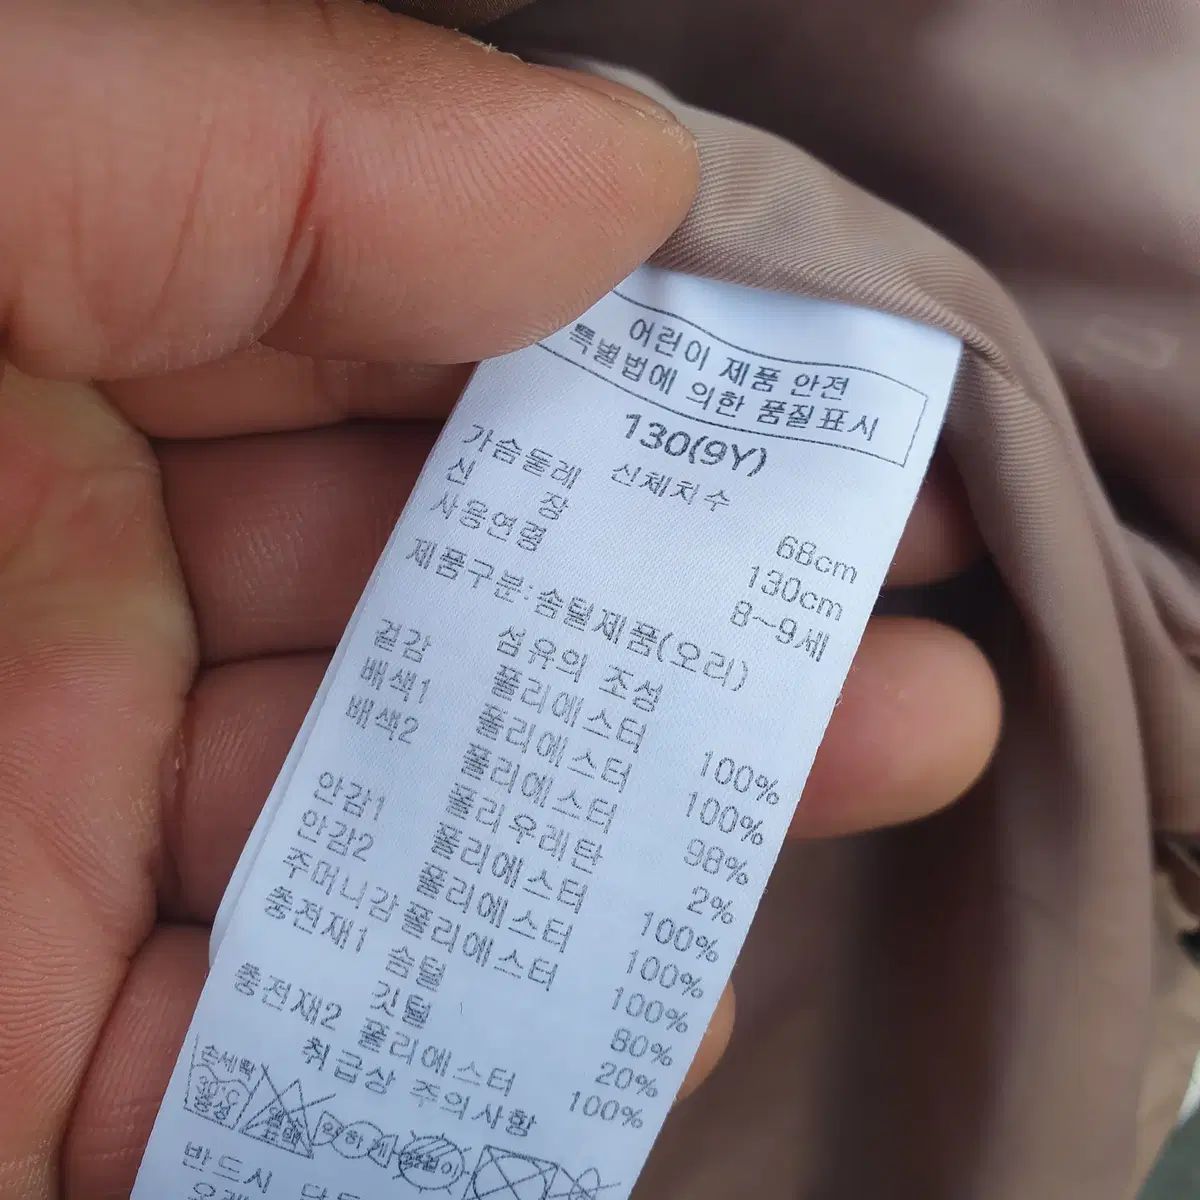 어린이 제품 안전
특별법에 의한 품질표시
130(9Y)
신체치수
가슴둘레 68cm
신 장 130cm
사용연령 8~9세
제품구분:솜털제품(오리)
섬유의 조성
겉감 폴리에스터 100%
배색1 폴리에스터 100%
배색2 폴리에스터 98%
폴리우레탄 2%
안감1 폴리에스터 100%
안감2 폴리에스터 100%
주머니감 폴리에스터 100%
충전재1 솜털 80%
깃털 20%
충전재2 폴리에스터 100%
취급상 주의사항
손세탁
중성
반드시